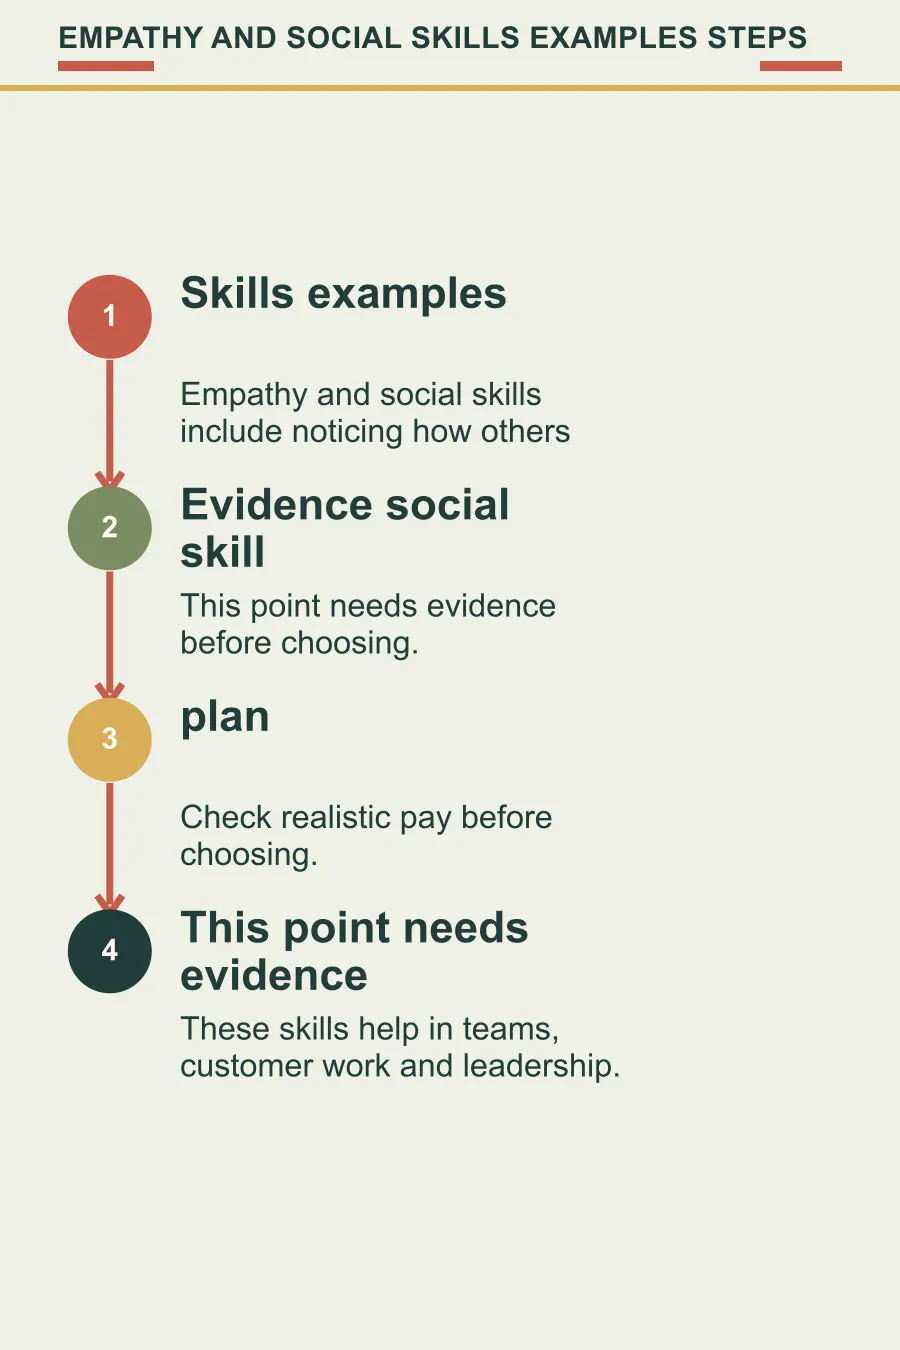 EMPATHY AND SOCIAL SKILLS EXAMPLES STEPS
1
Skills examples
Empathy and social skills
include noticing how others
2
Evidence social
skill
This point needs evidence
before choosing.
3
plan
Check realistic pay before
choosing.
4
This point needs
evidence
These skills help in teams,
customer work and leadership.